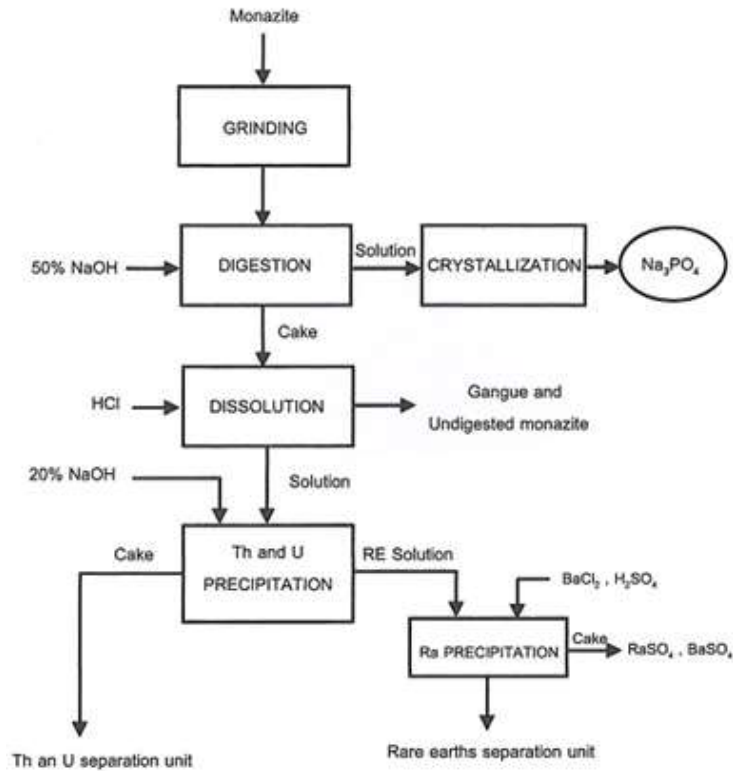 Monazite
GRINDING
50% NaOH
DIGESTION
Solution
CRYSTALLIZATION
Na₃PO₄
Cake
HCl
DISSOLUTION
Gangue and
Undigested monazite
20% NaOH
Solution
Cake
Th and U
PRECIPITATION
RE Solution
BaCl₂ , H₂SO₄
Ra PRECIPITATION
Cake
RaSO₄ , BaSO₄
Th an U separation unit
Rare earths separation unit